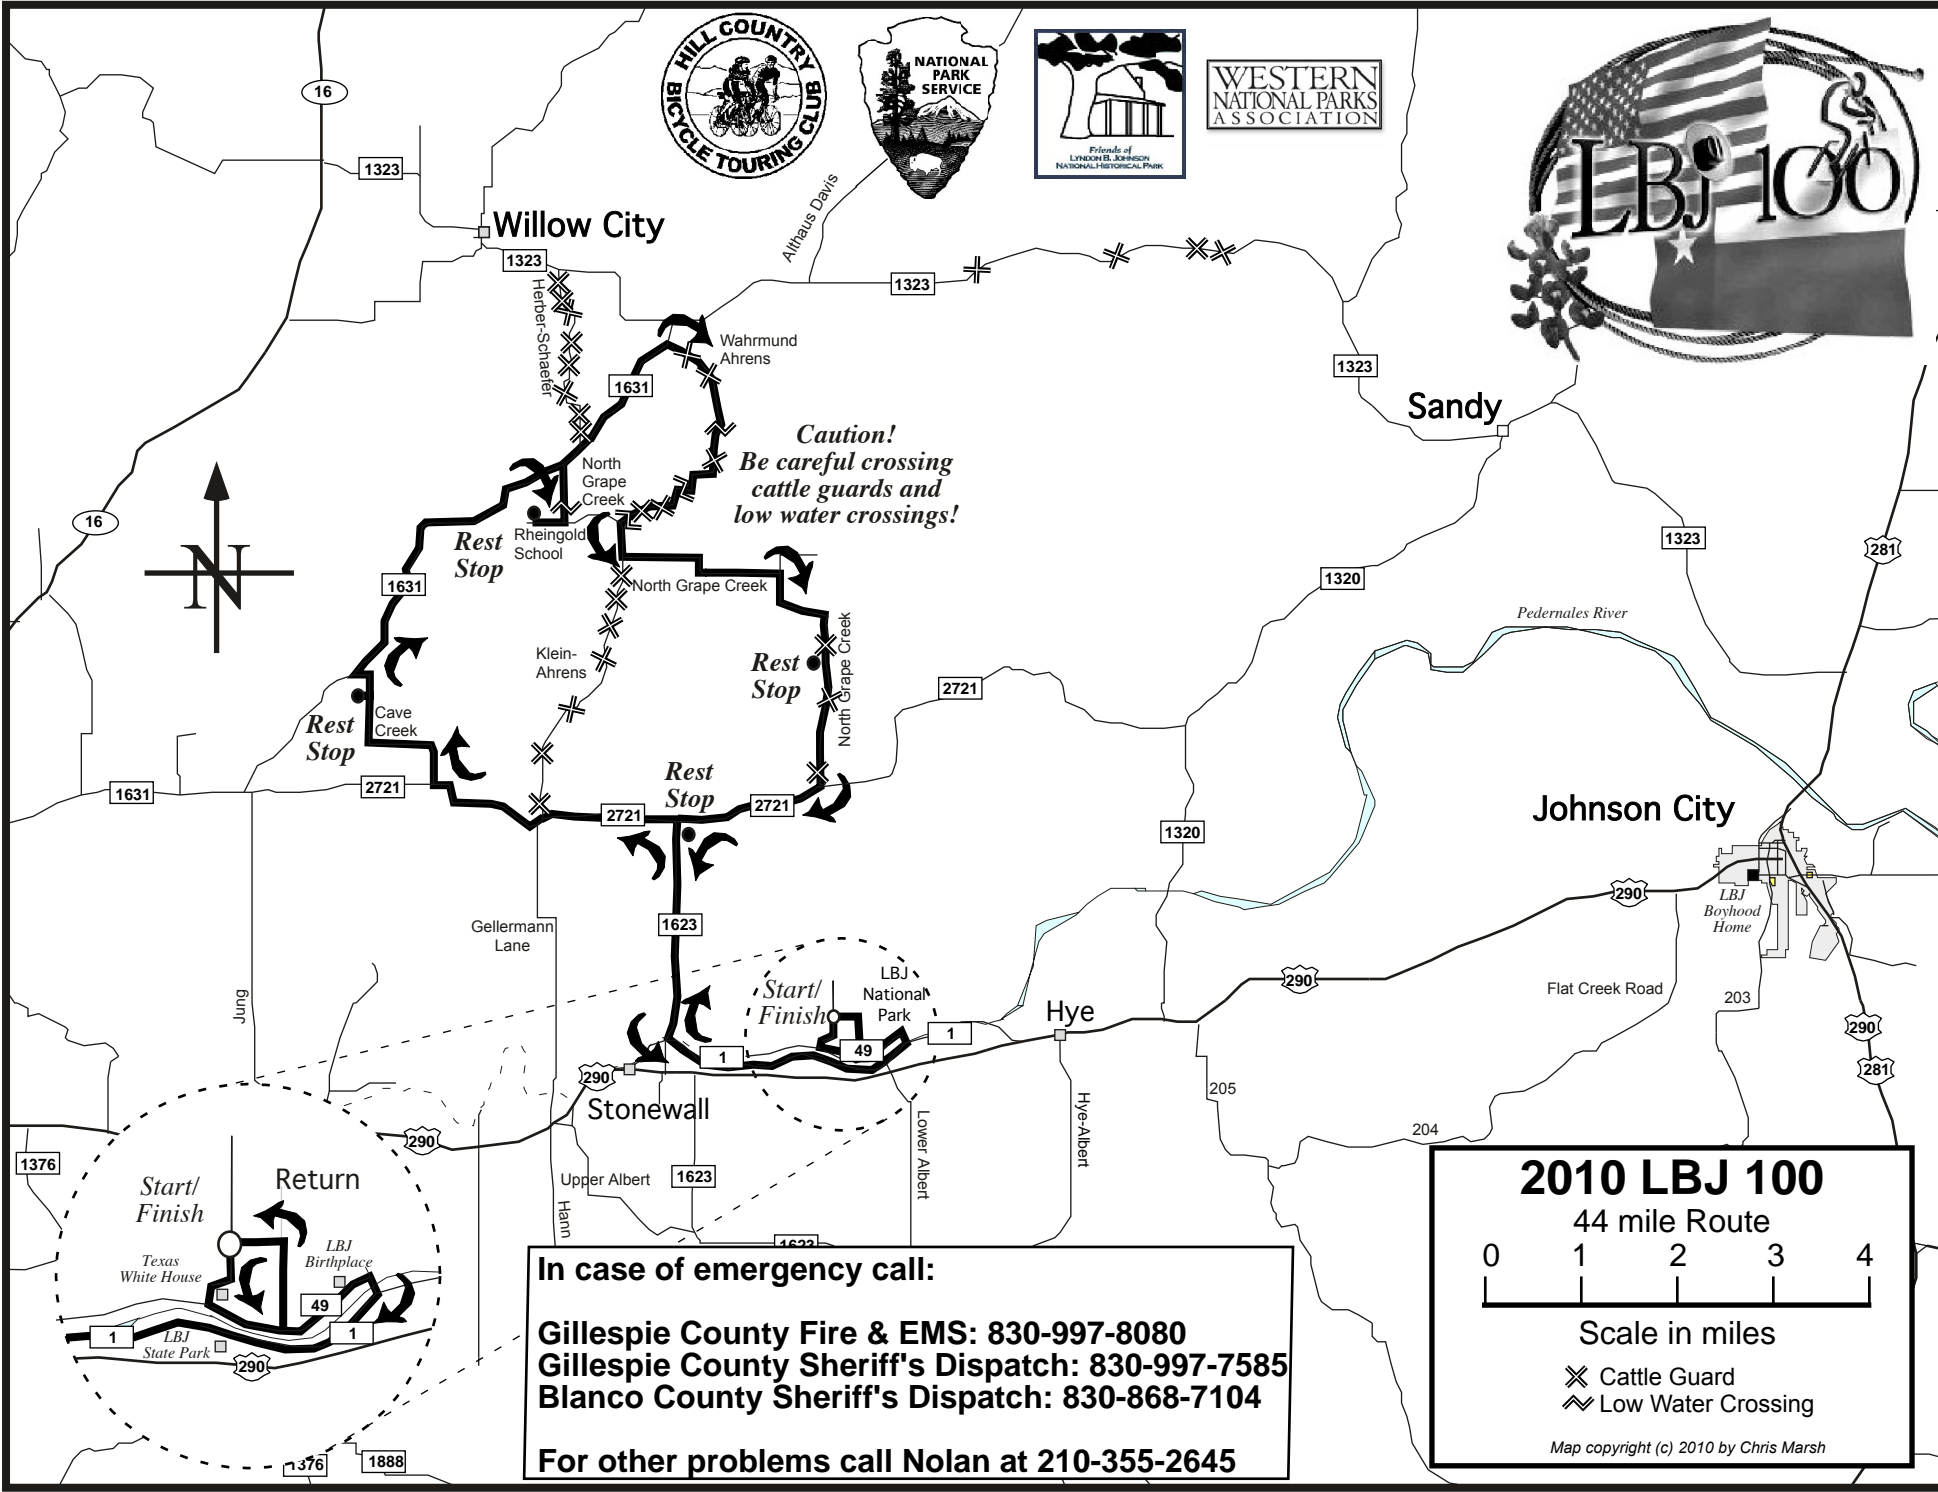 HILL COUNTRY
BICYCLE TOURING CLUB
NATIONAL
PARK
SERVICE
Friends of
LYNDON B. JOHNSON
NATIONAL HISTORICAL PARK
WESTERN
NATIONAL PARKS
ASSOCIATION
LBJ 100
16
1323
Willow City
1323
Herber-Schaefer
Althaus Davis
1323
Wahrmund
Ahrens
1631
1323
Sandy
Caution!
Be careful crossing
cattle guards and
low water crossings!
North
Grape
Creek
16
N
Rest
Stop
Rheingold
School
1631
North Grape Creek
1323
281
1320
Pedernales River
Klein-
Ahrens
Rest
Stop
North Grape Creek
2721
Rest
Stop
Cave
Creek
1631
2721
Rest
Stop
2721
2721
1320
Johnson City
290
LBJ
Boyhood
Home
1623
Gellermann
Lane
Jung
Start/
Finish
LBJ
National
Park
1
49
1
Hye
290
Flat Creek Road
203
290
281
290
Stonewall
290
205
204
Hye-Albert
Lower Albert
1376
Upper Albert
1623
Hann
1623
Start/
Finish
Return
Texas
White House
LBJ
Birthplace
49
1
1
LBJ
State Park
290
1376
1888
In case of emergency call:
Gillespie County Fire & EMS: 830-997-8080
Gillespie County Sheriff's Dispatch: 830-997-7585
Blanco County Sheriff's Dispatch: 830-868-7104
For other problems call Nolan at 210-355-2645
2010 LBJ 100
44 mile Route
0 1 2 3 4
Scale in miles
Cattle Guard
Low Water Crossing
Map copyright (c) 2010 by Chris Marsh